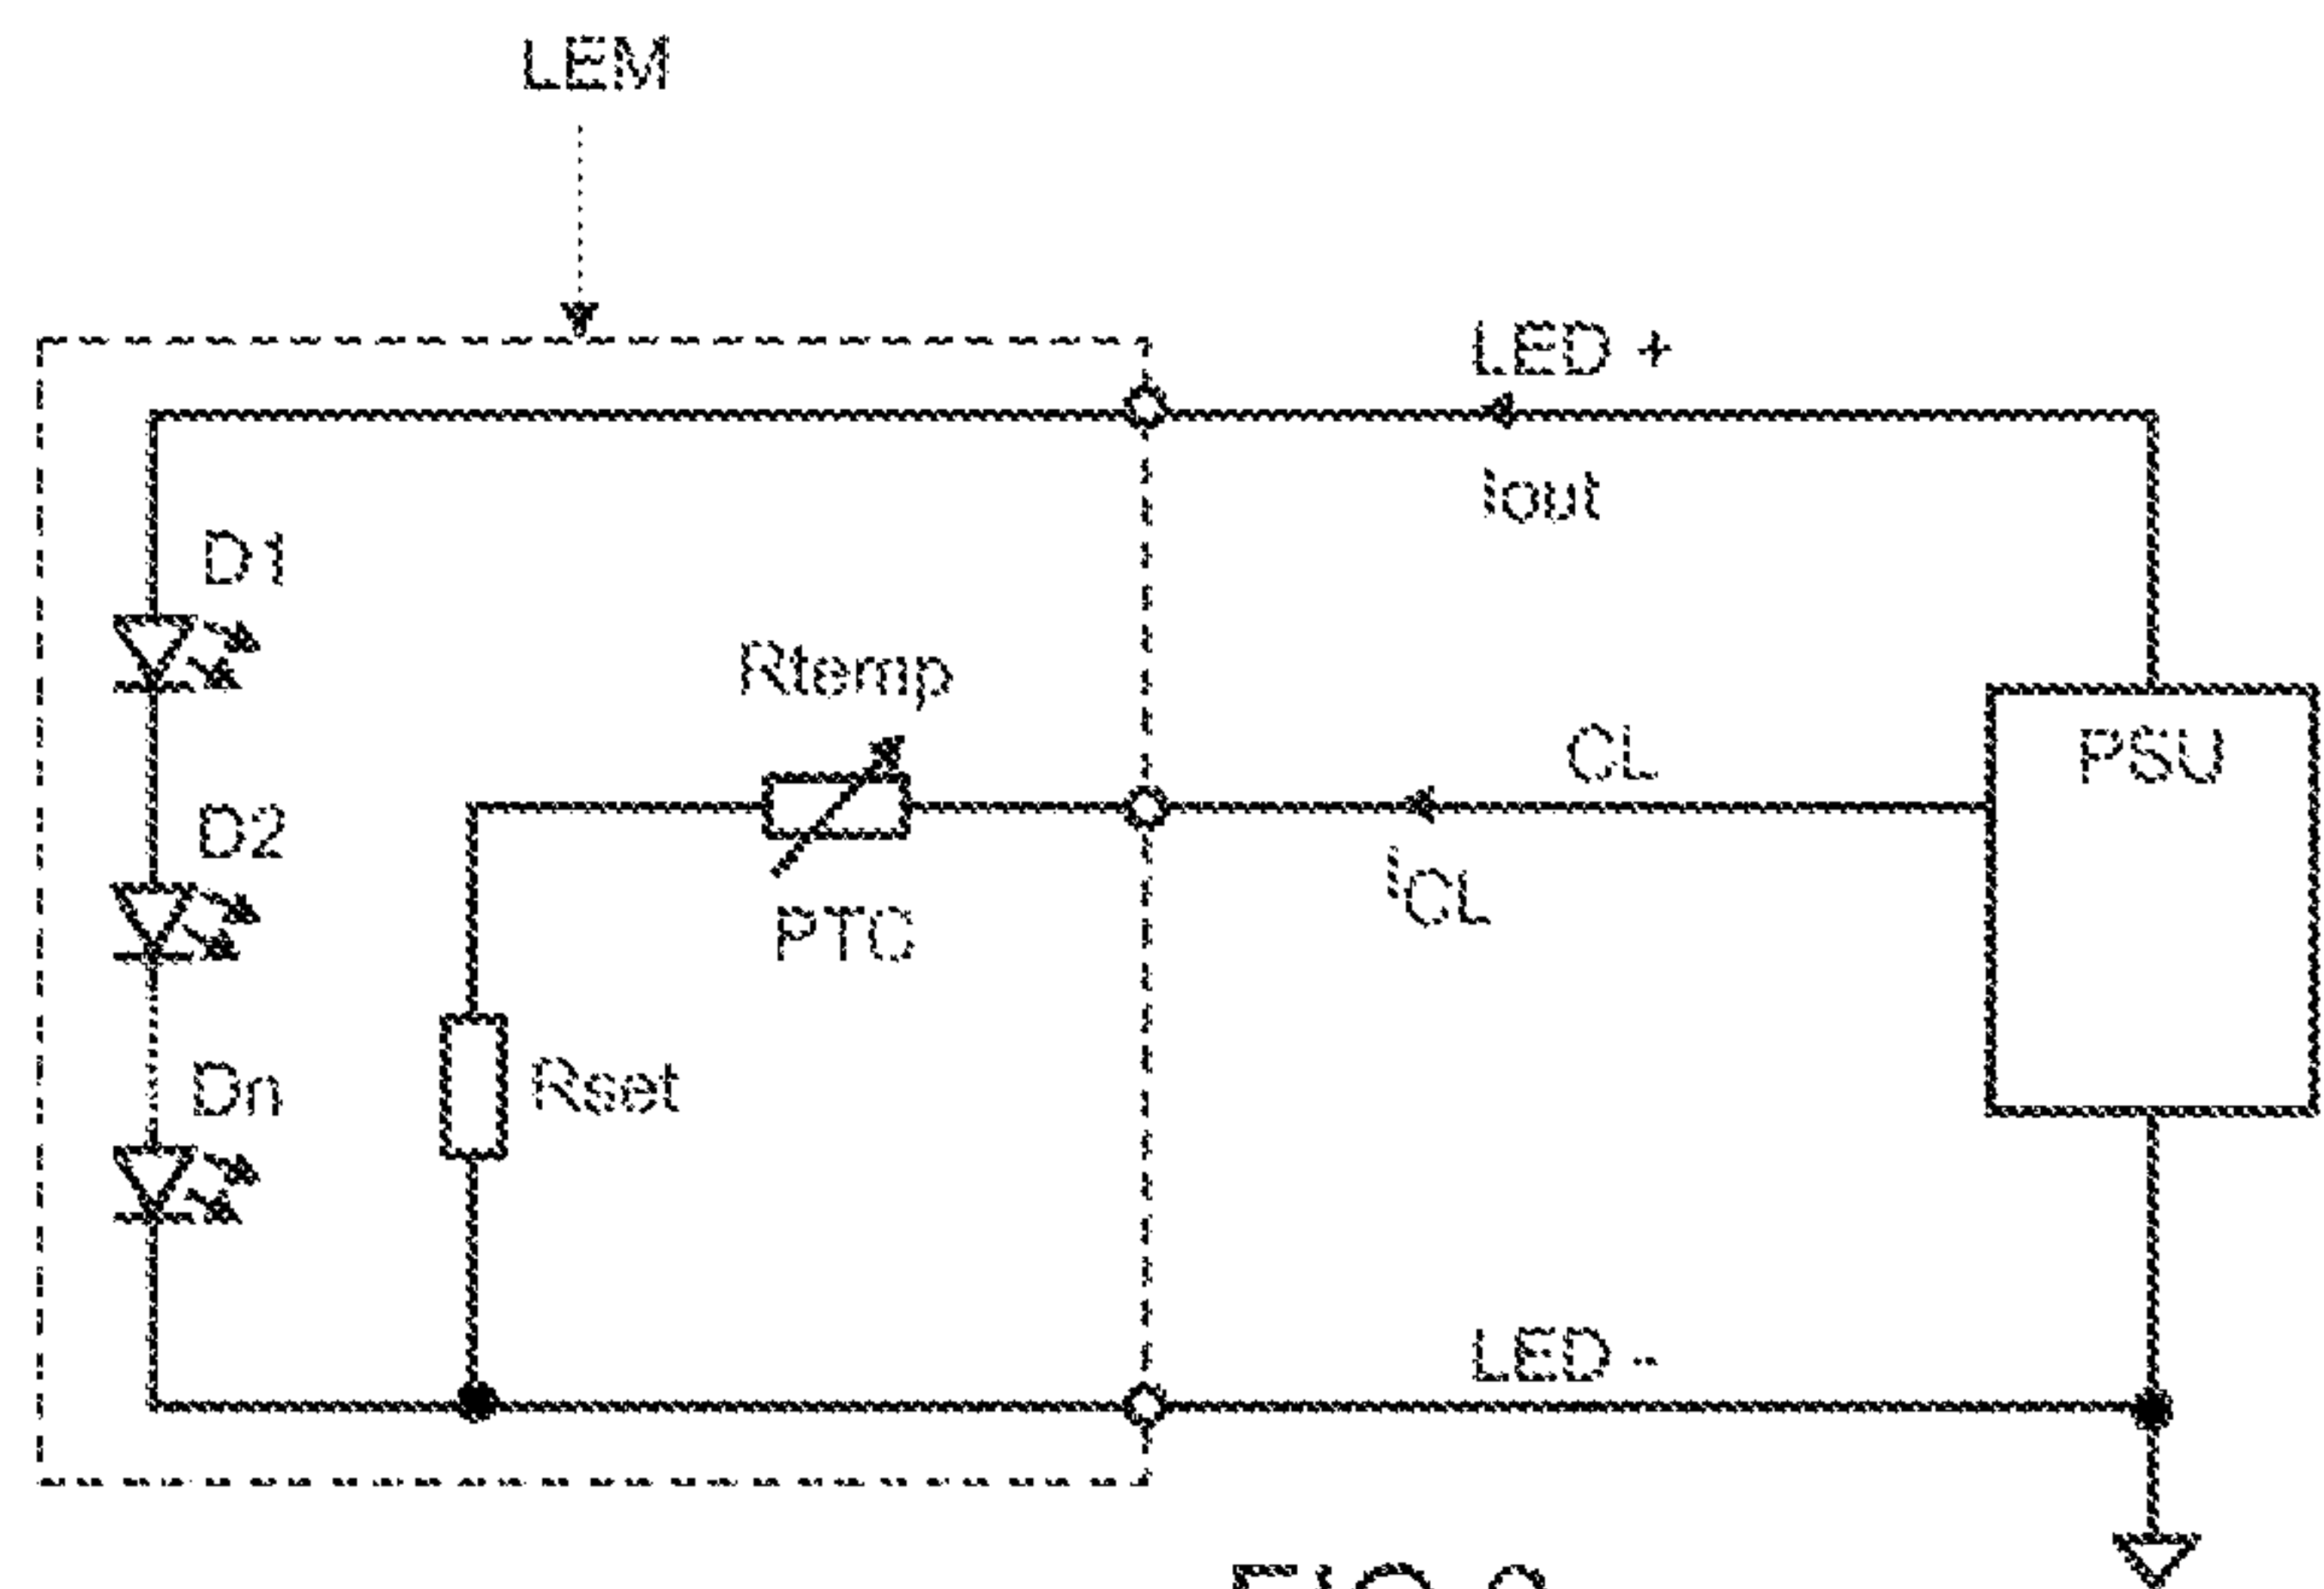 LEM
LED +
Iout
D1
Rtemp
CL
PSU
D2
ICL
PTC
Dn
Rset
LED -